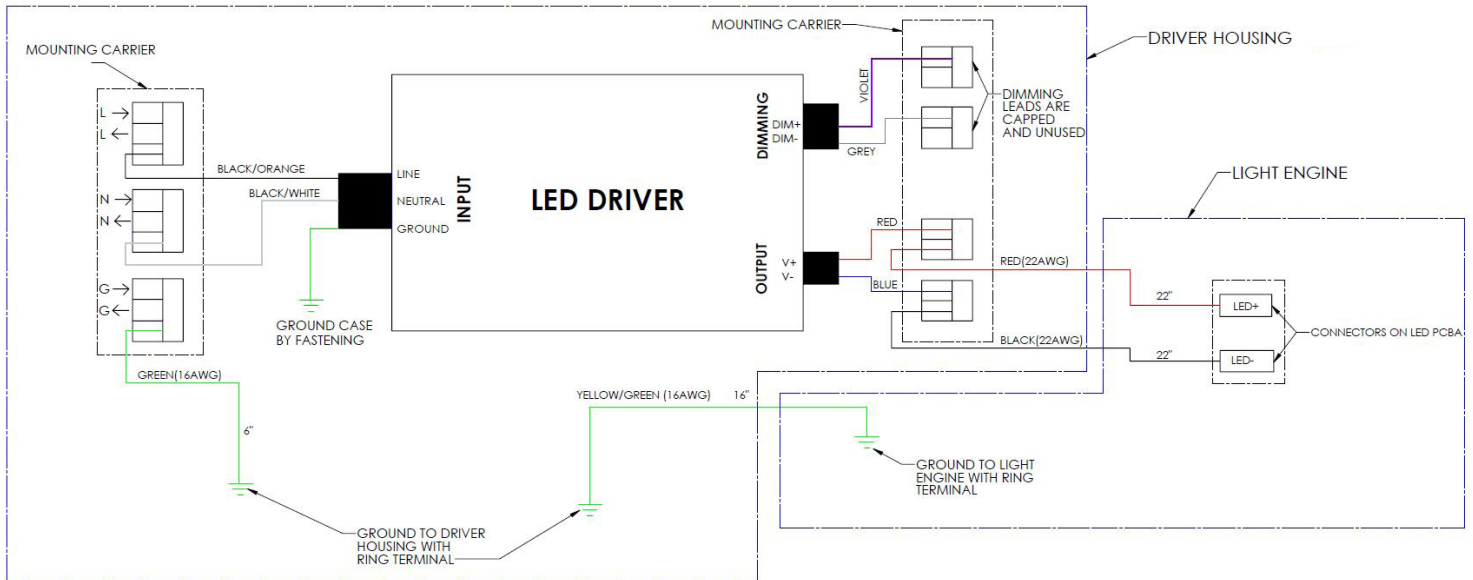 MOUNTING CARRIER
DRIVER HOUSING
MOUNTING CARRIER
L
L
N
N
G
G
BLACK/ORANGE
BLACK/WHITE
LINE
NEUTRAL
GROUND
INPUT
LED DRIVER
DIMMING
DIM+
DIM-
OUTPUT
V+
V-
VIOLET
GREY
DIMMING
LEADS ARE
CAPPED
AND UNUSED
RED
BLUE
RED(22AWG)
BLACK(22AWG)
LIGHT ENGINE
22"
22"
LED+
LED-
CONNECTORS ON LED PCBA
GROUND CASE
BY FASTENING
GREEN(16AWG)
6"
YELLOW/GREEN (16AWG) 16"
GROUND TO LIGHT
ENGINE WITH RING
TERMINAL
GROUND TO DRIVER
HOUSING WITH
RING TERMINAL